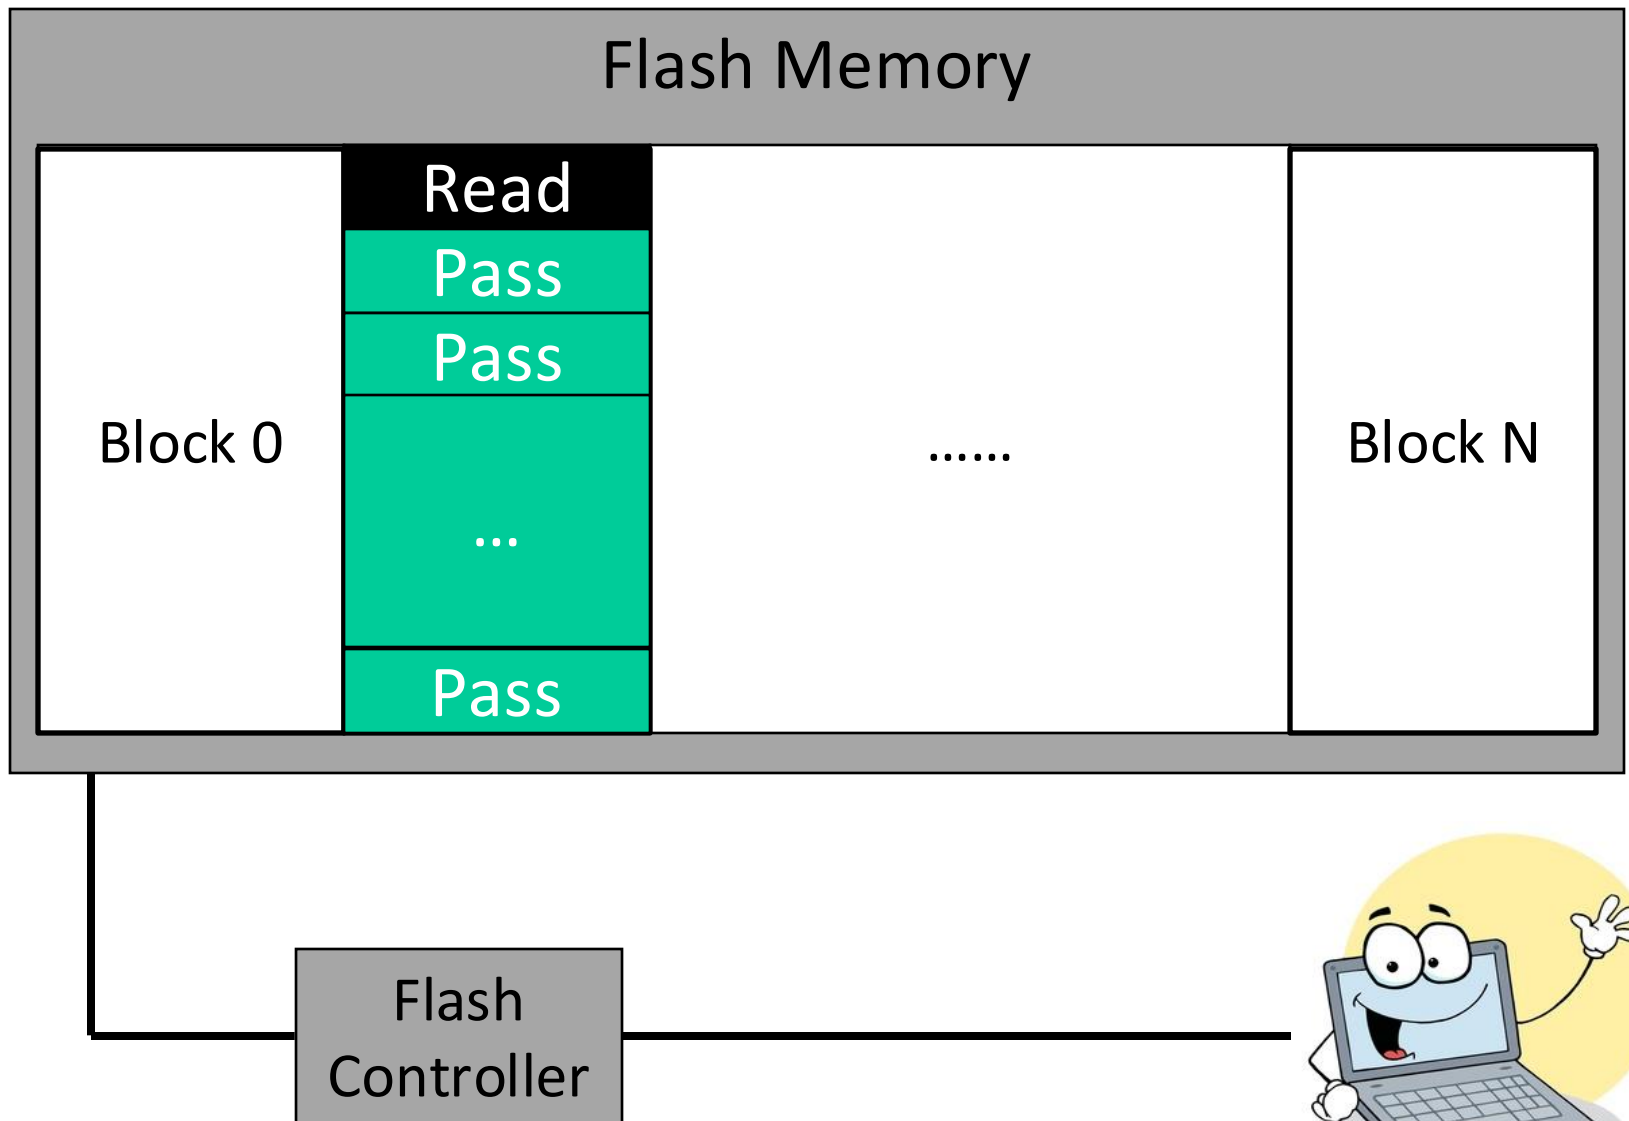 Flash Memory
Block 0
Read
Pass
Pass
…
Pass
……
Block N
Flash
Controller